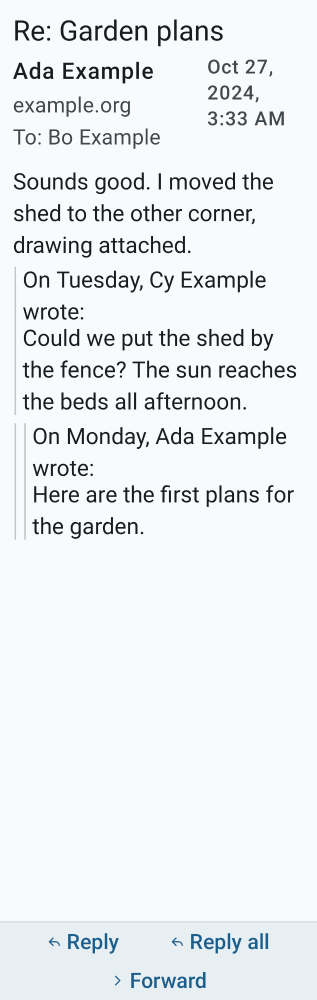 Re: Garden plans
Ada Example
Oct 27,
2024,
3:33 AM
example.org
To: Bo Example
Sounds good. I moved the
shed to the other corner,
drawing attached.
On Tuesday, Cy Example
wrote:
Could we put the shed by
the fence? The sun reaches
the beds all afternoon.
On Monday, Ada Example
wrote:
Here are the first plans for
the garden.
Reply
Reply all
Forward